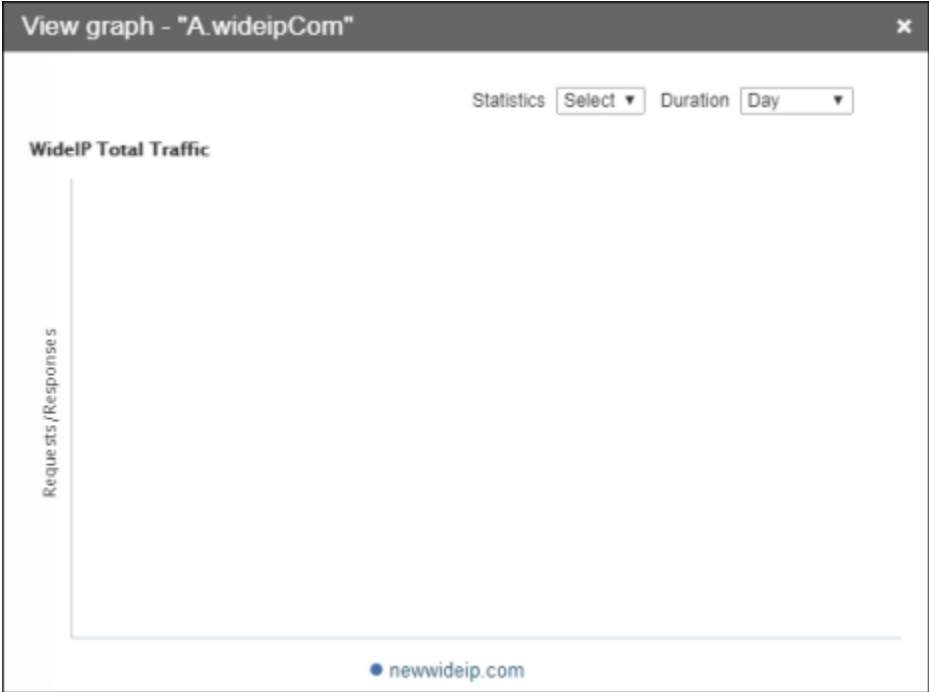 View graph - "A.wideipCom" ×
Statistics Select ▼ Duration Day ▼
WideIP Total Traffic
Requests/Responses
newwideip.com